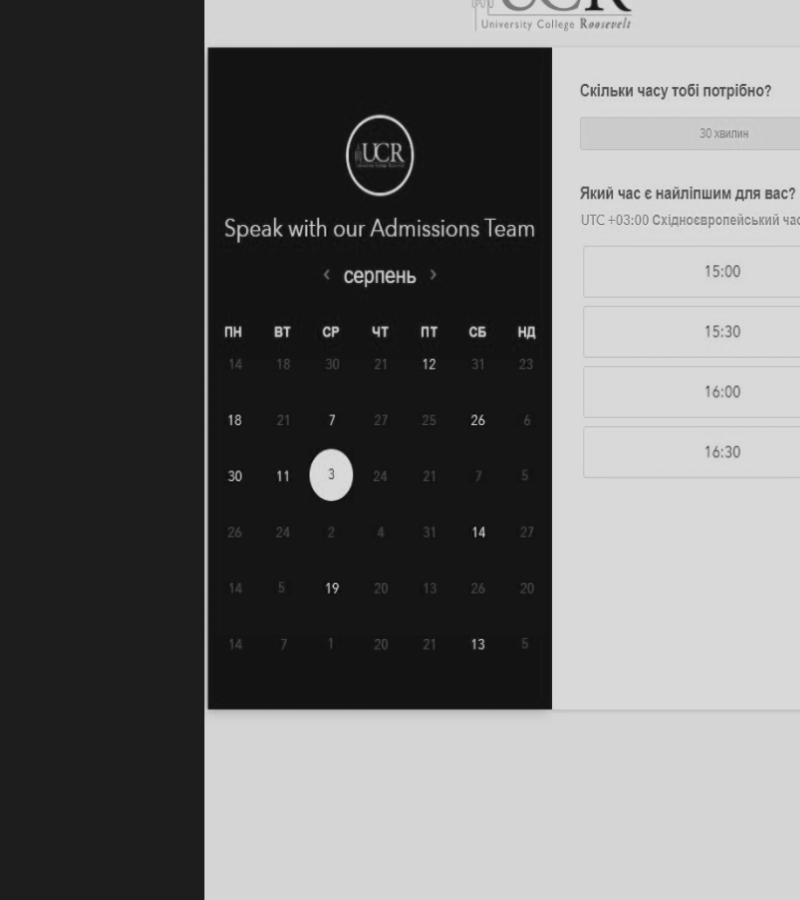 UCR
University College Roosevelt
UCR
Speak with our Admissions Team
‹ серпень ›
ПН ВТ СР ЧТ ПТ СБ НД
14 18 30 21 12 31 23
18 21 7 27 25 26 6
30 11 3 24 21 7 5
26 24 2 4 31 14 27
14 5 19 20 13 26 20
14 7 1 20 21 13 5
Скільки часу тобі потрібно?
30 хвилин
Який час є найліпшим для вас?
UTC +03:00 Східноєвропейський час
15:00
15:30
16:00
16:30